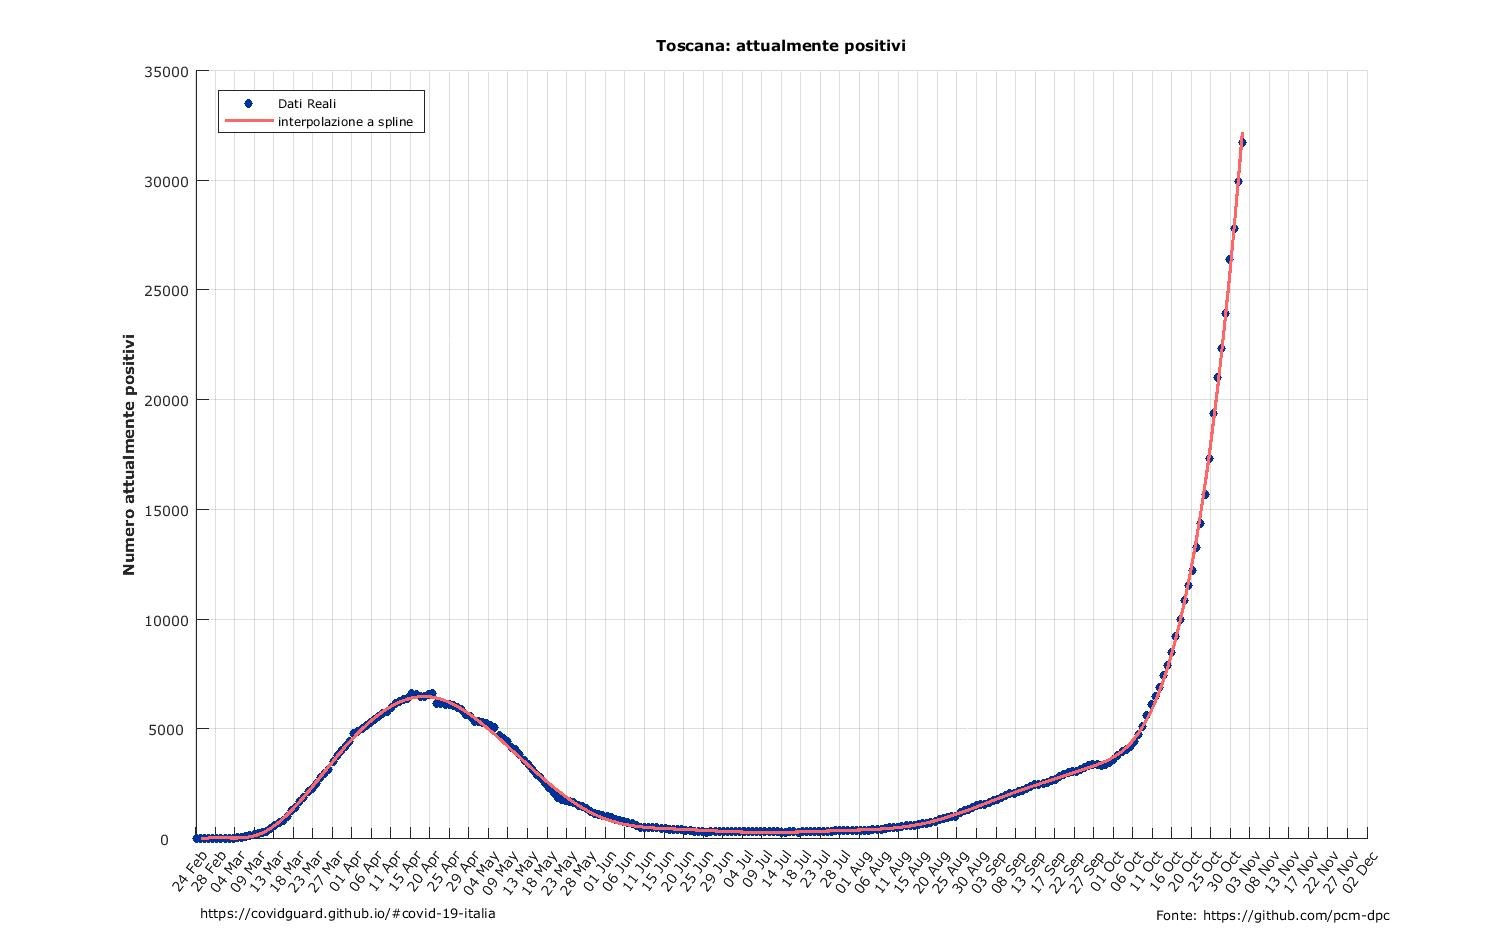 Toscana: attualmente positivi
35000
30000
25000
20000
15000
10000
5000
0
Numero attualmente positivi
Dati Reali
interpolazione a spline
24 Feb
28 Feb
04 Mar
09 Mar
13 Mar
18 Mar
23 Mar
27 Mar
01 Apr
06 Apr
11 Apr
15 Apr
20 Apr
25 Apr
29 Apr
04 May
09 May
13 May
18 May
23 May
28 May
01 Jun
06 Jun
11 Jun
15 Jun
20 Jun
25 Jun
29 Jun
04 Jul
09 Jul
14 Jul
18 Jul
23 Jul
28 Jul
01 Aug
06 Aug
11 Aug
15 Aug
20 Aug
25 Aug
30 Aug
03 Sep
08 Sep
13 Sep
17 Sep
22 Sep
27 Sep
01 Oct
06 Oct
11 Oct
16 Oct
20 Oct
25 Oct
30 Oct
03 Nov
08 Nov
13 Nov
17 Nov
22 Nov
27 Nov
02 Dec
https://covidguard.github.io/#covid-19-italia
Fonte: https://github.com/pcm-dpc